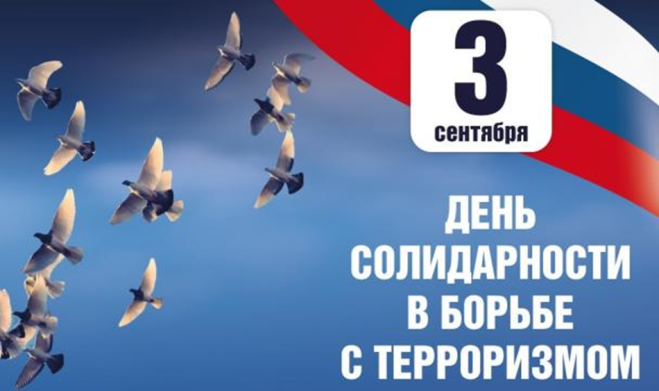 3
сентября
ДЕНЬ
СОЛИДАРНОСТИ
В БОРЬБЕ
С ТЕРРОРИЗМОМ